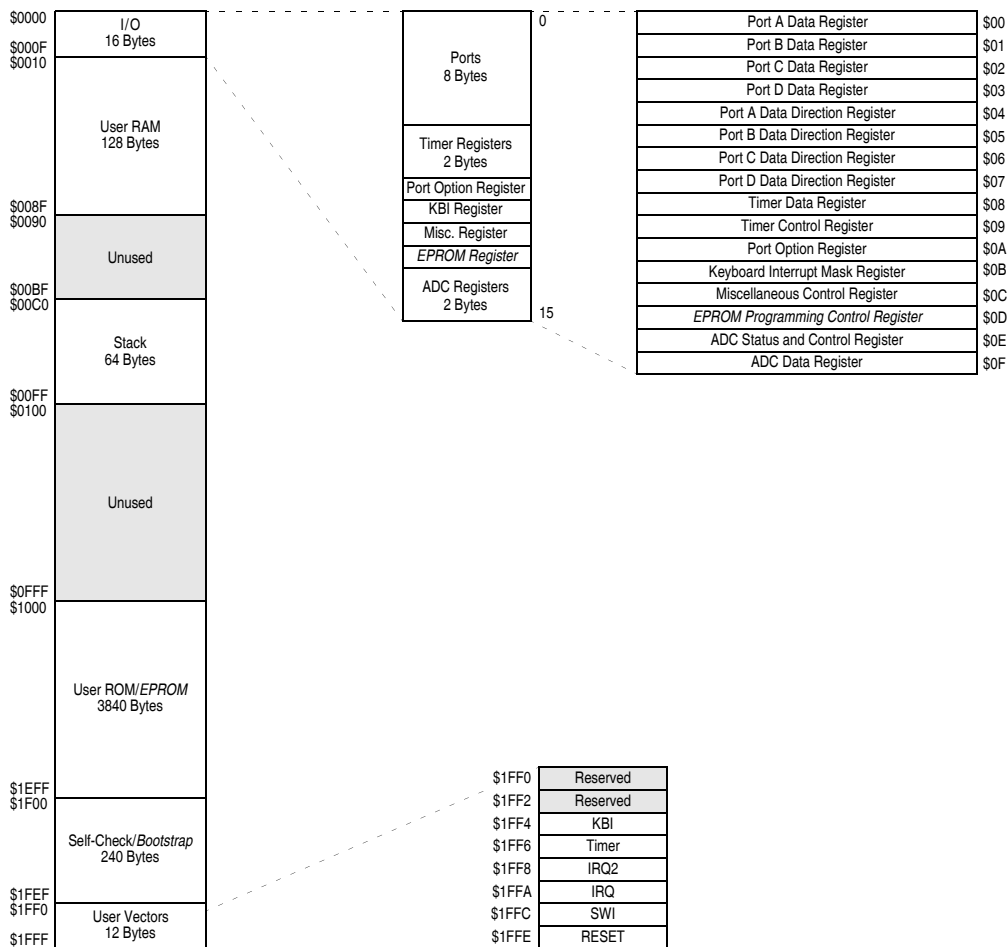 $0000
I/O
16 Bytes
$000F
$0010
User RAM
128 Bytes
$008F
$0090
Unused
$00BF
$00C0
Stack
64 Bytes
$00FF
$0100
Unused
$0FFF
$1000
User ROM/EPROM
3840 Bytes
$1EFF
$1F00
Self-Check/Bootstrap
240 Bytes
$1FEF
$1FF0
User Vectors
12 Bytes
$1FFF
0
Ports
8 Bytes
Timer Registers
2 Bytes
Port Option Register
KBI Register
Misc. Register
EPROM Register
ADC Registers
2 Bytes
15
Port A Data Register $00
Port B Data Register $01
Port C Data Register $02
Port D Data Register $03
Port A Data Direction Register $04
Port B Data Direction Register $05
Port C Data Direction Register $06
Port D Data Direction Register $07
Timer Data Register $08
Timer Control Register $09
Port Option Register $0A
Keyboard Interrupt Mask Register $0B
Miscellaneous Control Register $0C
EPROM Programming Control Register $0D
ADC Status and Control Register $0E
ADC Data Register $0F
$1FF0 Reserved
$1FF2 Reserved
$1FF4 KBI
$1FF6 Timer
$1FF8 IRQ2
$1FFA IRQ
$1FFC SWI
$1FFE RESET